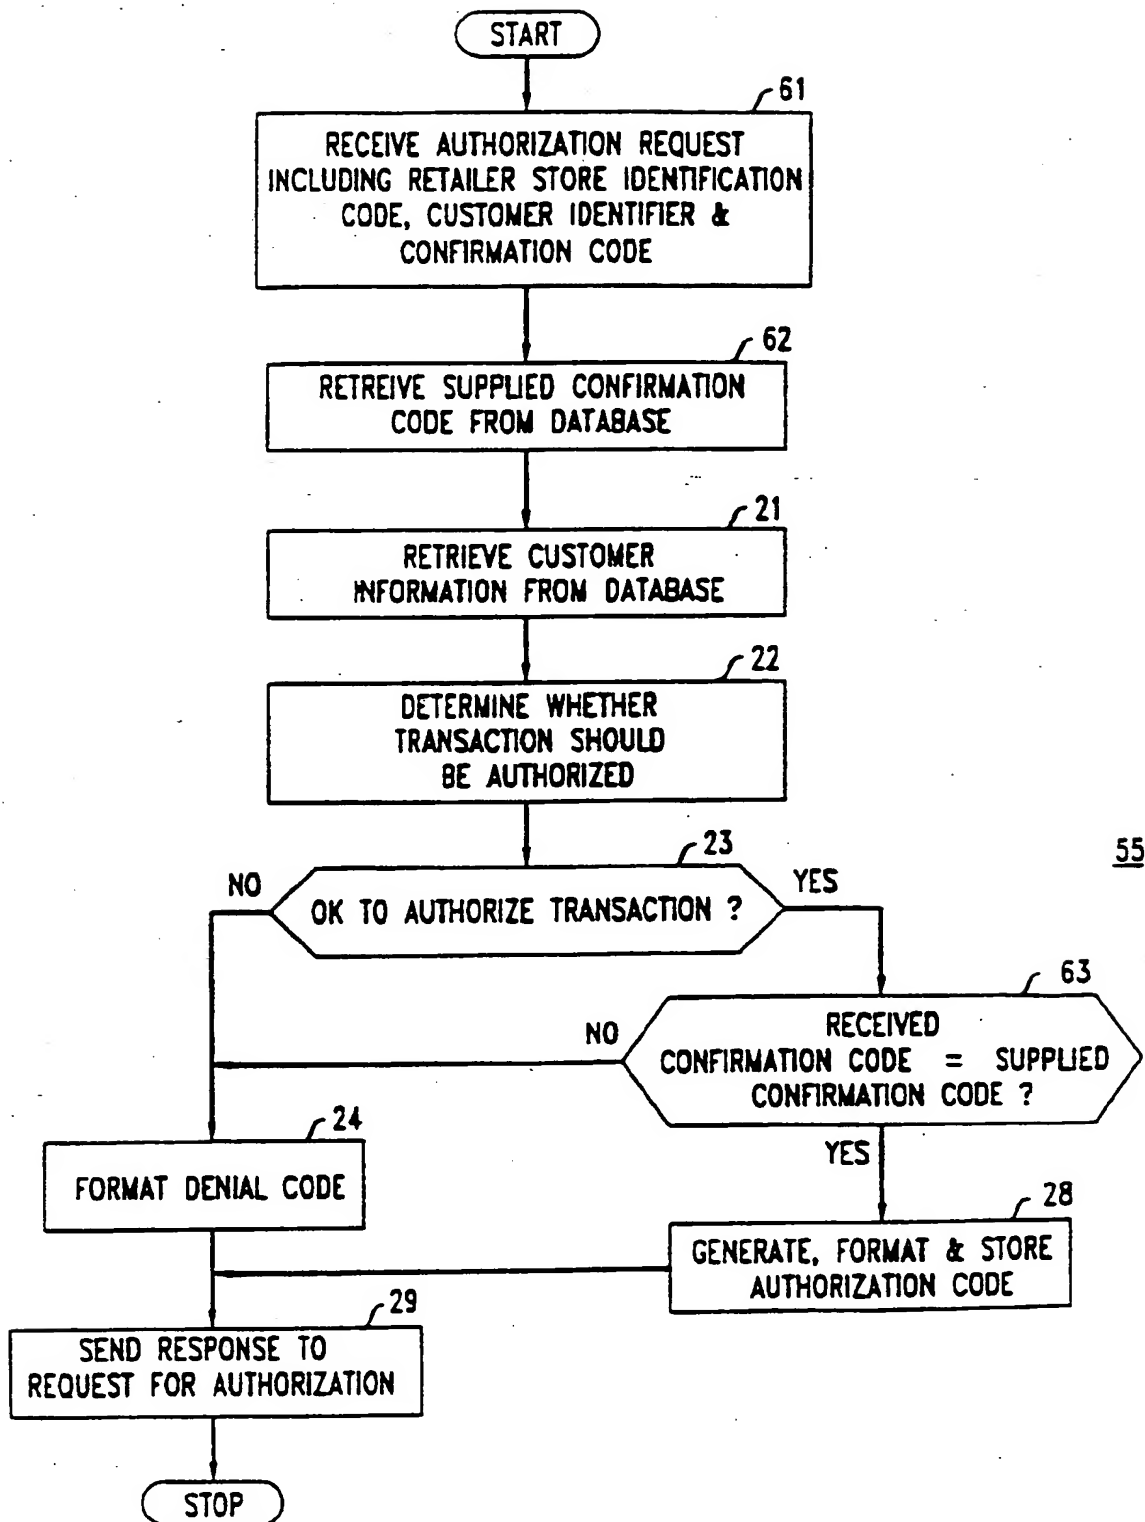 START
61
RECEIVE AUTHORIZATION REQUEST
INCLUDING RETAILER STORE IDENTIFICATION
CODE, CUSTOMER IDENTIFIER &
CONFIRMATION CODE
62
RETREIVE SUPPLIED CONFIRMATION
CODE FROM DATABASE
21
RETRIEVE CUSTOMER
INFORMATION FROM DATABASE
22
DETERMINE WHETHER
TRANSACTION SHOULD
BE AUTHORIZED
55
23
NO
YES
OK TO AUTHORIZE TRANSACTION ?
63
NO
RECEIVED
CONFIRMATION CODE = SUPPLIED
CONFIRMATION CODE ?
YES
24
FORMAT DENIAL CODE
28
GENERATE, FORMAT & STORE
AUTHORIZATION CODE
29
SEND RESPONSE TO
REQUEST FOR AUTHORIZATION
STOP